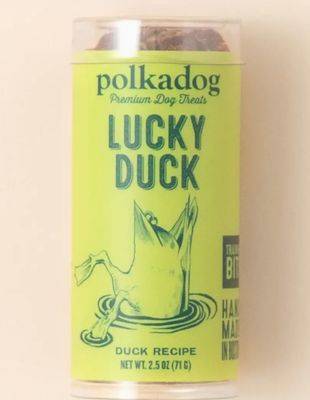 polkadog
Premium Dog Treats
LUCKY
DUCK
DUCK RECIPE
NET WT. 2.5 OZ (71 G)